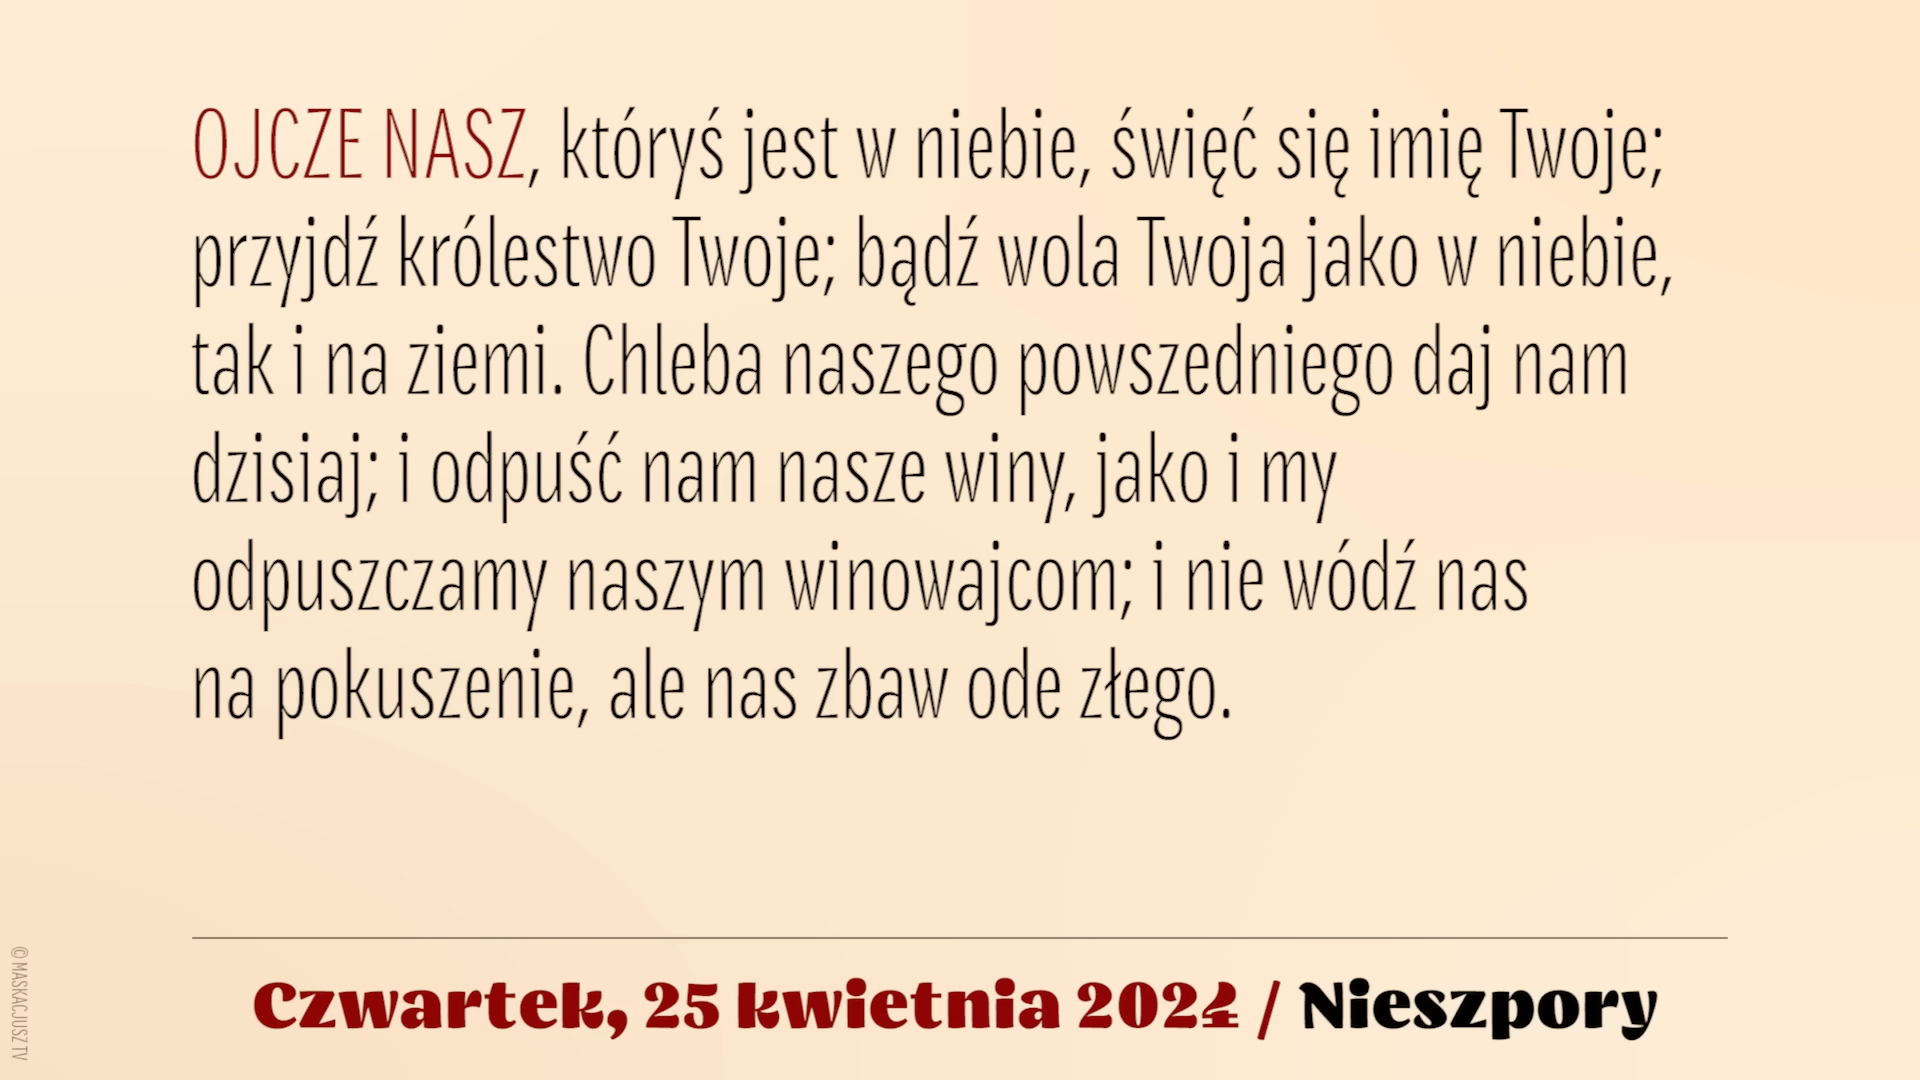 OJCZE NASZ, któryś jest w niebie, święć się imię Twoje;
przyjdź królestwo Twoje; bądź wola Twoja jako w niebie,
tak i na ziemi. Chleba naszego powszedniego daj nam
dzisiaj; i odpuść nam nasze winy, jako i my
odpuszczamy naszym winowajcom; i nie wódź nas
na pokuszenie, ale nas zbaw ode złego.
Czwartek, 25 kwietnia 2024 / Nieszpory
© MASKACJUSZ TV